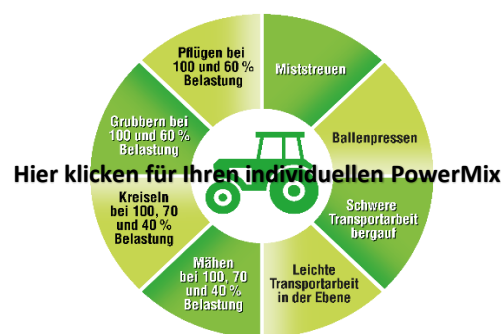 Pflügen bei
100 und 60 %
Belastung
Miststreuen
Grubbern bei
100 und 60 %
Belastung
Ballenpressen
Hier klicken für Ihren individuellen PowerMix
Kreiseln
bei 100, 70
und 40 %
Belastung
Schwere
Transportarbeit
bergauf
Mähen
bei 100, 70
und 40 %
Belastung
Leichte
Transportarbeit
in der Ebene